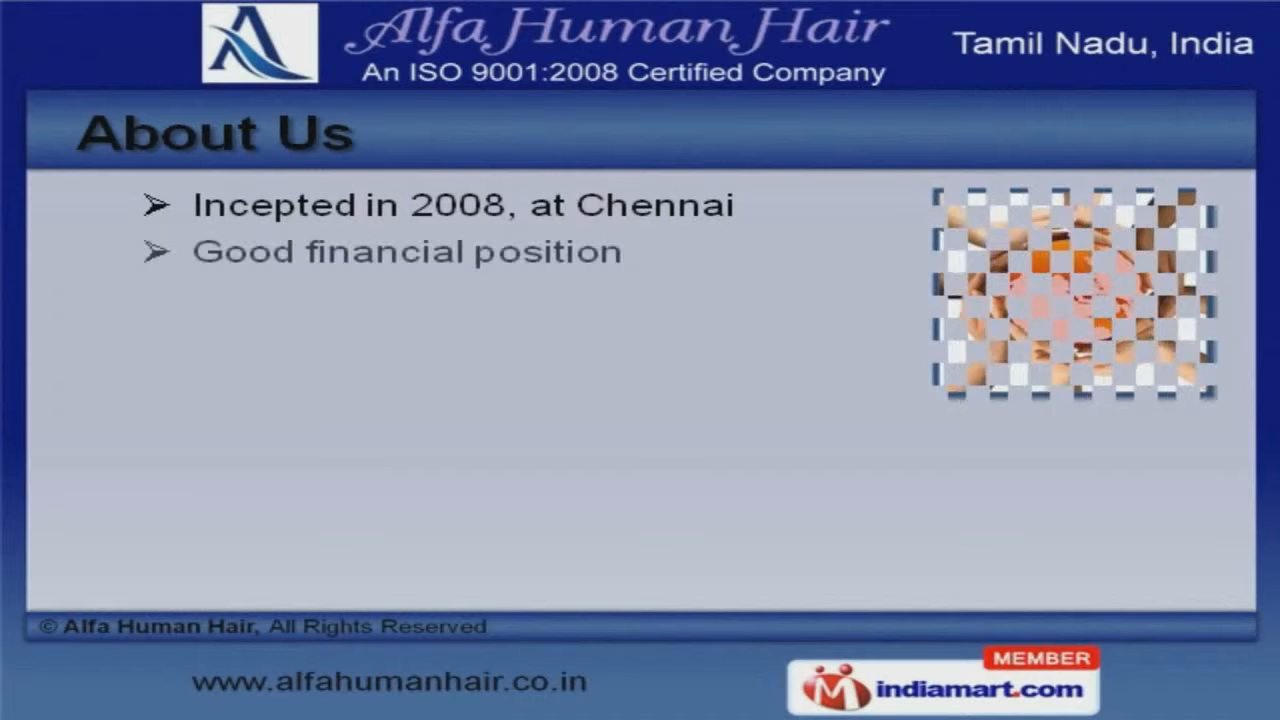 Alfa Human Hair
An ISO 9001:2008 Certified Company
Tamil Nadu, India
About Us
➢ Incepted in 2008, at Chennai
➢ Good financial position
© Alfa Human Hair, All Rights Reserved
www.alfahumanhair.co.in
MEMBER
indiamart.com